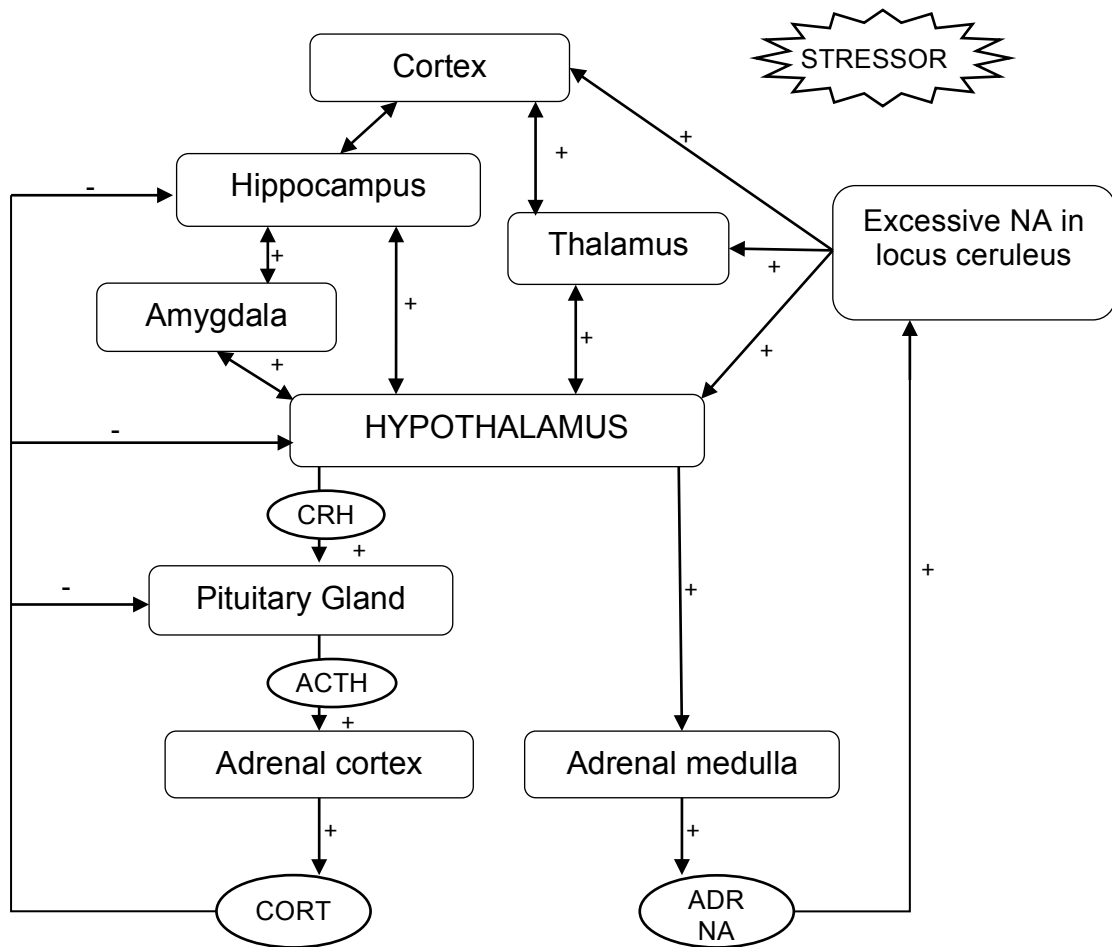 STRESSOR
Cortex
+
+
-
Hippocampus
Excessive NA in
locus ceruleus
Thalamus
+
+
+
Amygdala
+
+
+
+
HYPOTHALAMUS
-
CRH
+
+
-
Pituitary Gland
+
ACTH
+
Adrenal cortex
Adrenal medulla
+
+
CORT
ADR
NA